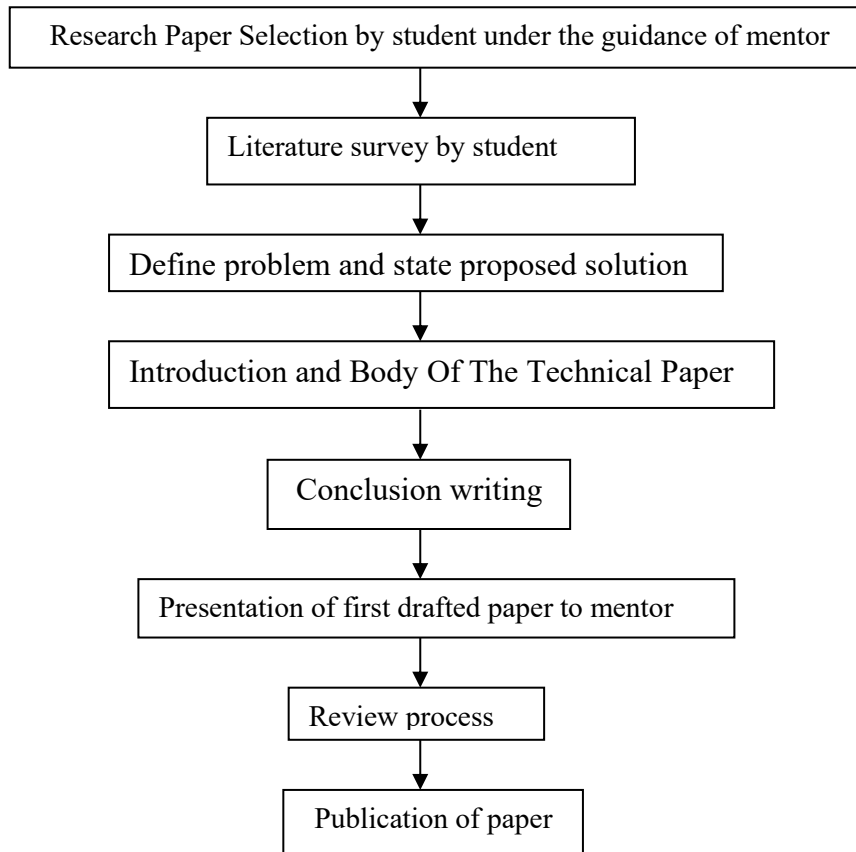 Research Paper Selection by student under the guidance of mentor
Literature survey by student
Define problem and state proposed solution
Introduction and Body Of The Technical Paper
Conclusion writing
Presentation of first drafted paper to mentor
Review process
Publication of paper